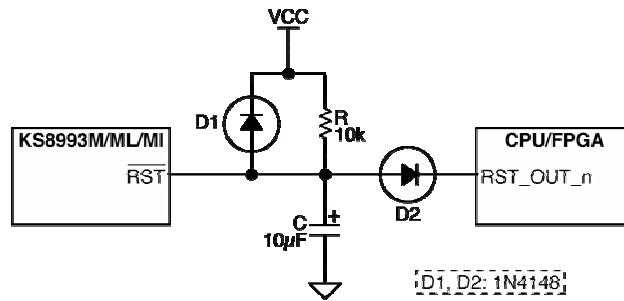 VCC
D1
R
10k
KS8993M/ML/MI
RST
CPU/FPGA
RST_OUT_n
D2
C
+
10µF
D1, D2: 1N4148